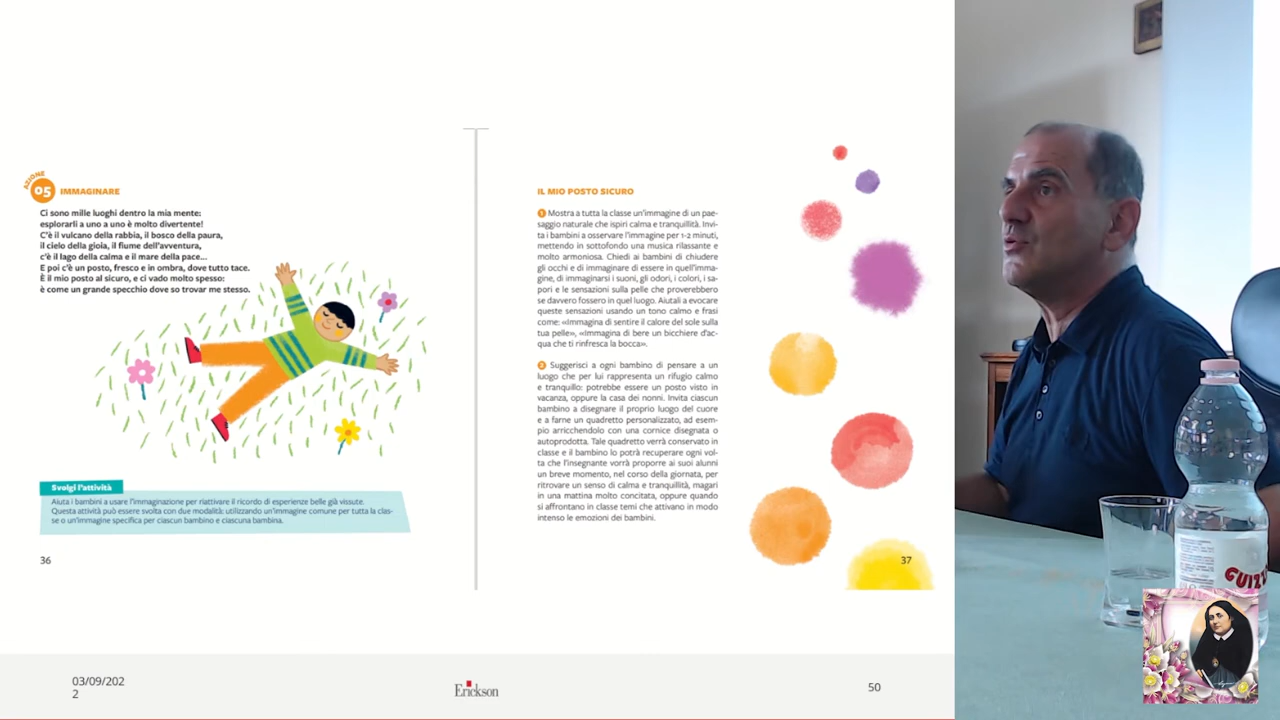 AZIONE
05 IMMAGINARE
Ci sono mille luoghi dentro la mia mente:
esplorarli a uno a uno è molto divertente!
C'è il vulcano della rabbia, il bosco della paura,
il cielo della gioia, il fiume dell'avventura,
c'è il lago della calma e il mare della pace...
E poi c'è un posto, fresco e in ombra, dove tutto tace.
È il mio posto al sicuro, e ci vado molto spesso:
è come un grande specchio dove so trovar me stesso.
Svolgi l'attività
Aiuta i bambini a usare l'immaginazione per riattivare il ricordo di esperienze belle già vissute.
Questa attività può essere svolta con due modalità: utilizzando un'immagine comune per tutta la clas-
se o un'immagine specifica per ciascun bambino e ciascuna bambina.
36
IL MIO POSTO SICURO
1 Mostra a tutta la classe un'immagine di un pae-
saggio naturale che ispiri calma e tranquillità. Invi-
ta i bambini a osservare l'immagine per 1-2 minuti,
mettendo in sottofondo una musica rilassante e
molto armoniosa. Chiedi ai bambini di chiudere
gli occhi e di immaginare di essere in quell'imma-
gine, di immaginarsi i suoni, gli odori, i colori, i sa-
pori e le sensazioni sulla pelle che proverebbero
se davvero fossero in quel luogo. Aiutali a evocare
queste sensazioni usando un tono calmo e frasi
come: «Immagina di sentire il calore del sole sulla
tua pelle», «Immagina di bere un bicchiere d'ac-
qua che ti rinfresca la bocca».
2 Suggerisci a ogni bambino di pensare a un
luogo che per lui rappresenta un rifugio calmo
e tranquillo: potrebbe essere un posto visto in
vacanza, oppure la casa dei nonni. Invita ciascun
bambino a disegnare il proprio luogo del cuore
e a farne un quadretto personalizzato, ad esem-
pio arricchendolo con una cornice disegnata o
autoprodotta. Tale quadretto verrà conservato in
classe e il bambino lo potrà recuperare ogni vol-
ta che l'insegnante vorrà proporre ai suoi alunni
un breve momento, nel corso della giornata, per
ritrovare un senso di calma e tranquillità, magari
in una mattina molto concitata, oppure quando
si affrontano in classe temi che attivano in modo
intenso le emozioni dei bambini.
37
03/09/202
2
Erickson
50